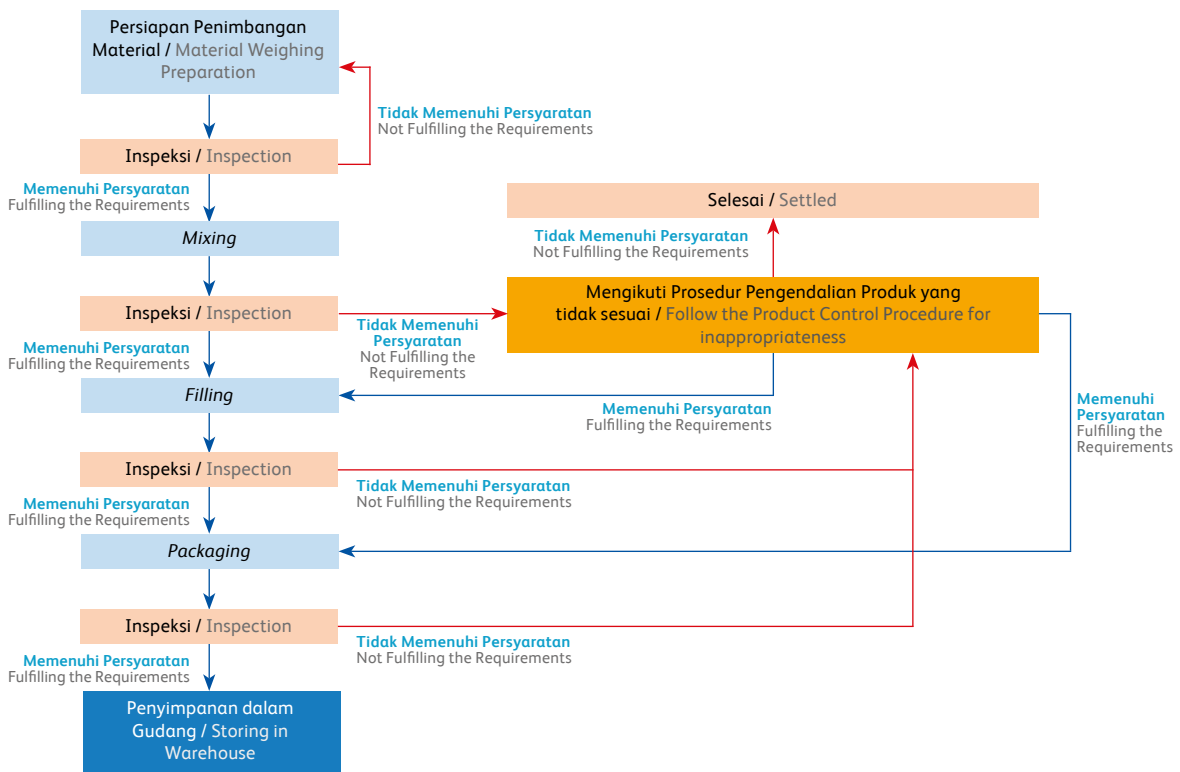 Persiapan Penimbangan
Material / Material Weighing
Preparation
Tidak Memenuhi Persyaratan
Not Fulfilling the Requirements
Inspeksi / Inspection
Memenuhi Persyaratan
Fulfilling the Requirements
Selesai / Settled
Mixing
Tidak Memenuhi Persyaratan
Not Fulfilling the Requirements
Mengikuti Prosedur Pengendalian Produk yang
tidak sesuai / Follow the Product Control Procedure for
inappropriateness
Inspeksi / Inspection
Tidak Memenuhi
Persyaratan
Not Fulfilling the
Requirements
Memenuhi Persyaratan
Fulfilling the Requirements
Filling
Memenuhi Persyaratan
Fulfilling the Requirements
Memenuhi
Persyaratan
Fulfilling the
Requirements
Inspeksi / Inspection
Tidak Memenuhi Persyaratan
Not Fulfilling the Requirements
Memenuhi Persyaratan
Fulfilling the Requirements
Packaging
Inspeksi / Inspection
Tidak Memenuhi Persyaratan
Not Fulfilling the Requirements
Memenuhi Persyaratan
Fulfilling the Requirements
Penyimpanan dalam
Gudang / Storing in
Warehouse